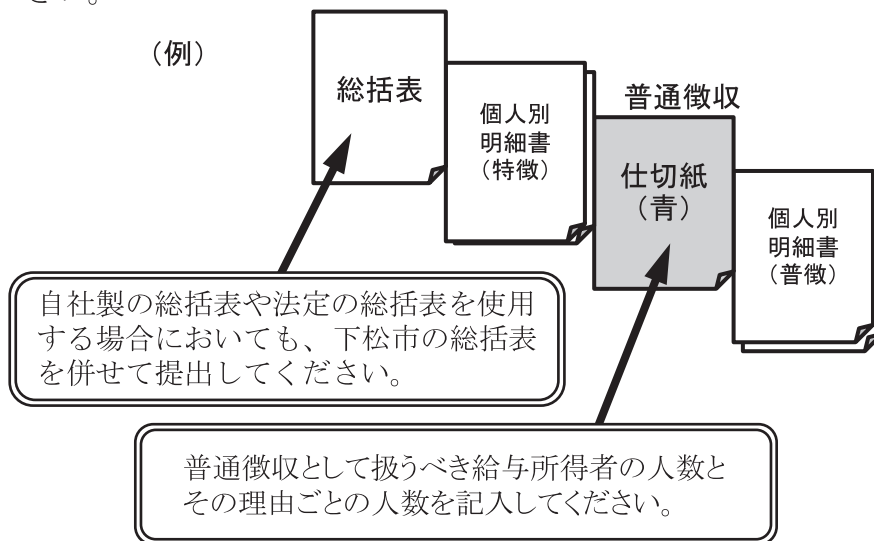 さい。
（例）
総括表
個人別
明細書
（特徴）
普通徴収
仕切紙
（青）
個人別
明細書
（普徴）
自社製の総括表や法定の総括表を使用
する場合においても、下松市の総括表
を併せて提出してください。
普通徴収として扱うべき給与所得者の人数と
その理由ごとの人数を記入してください。